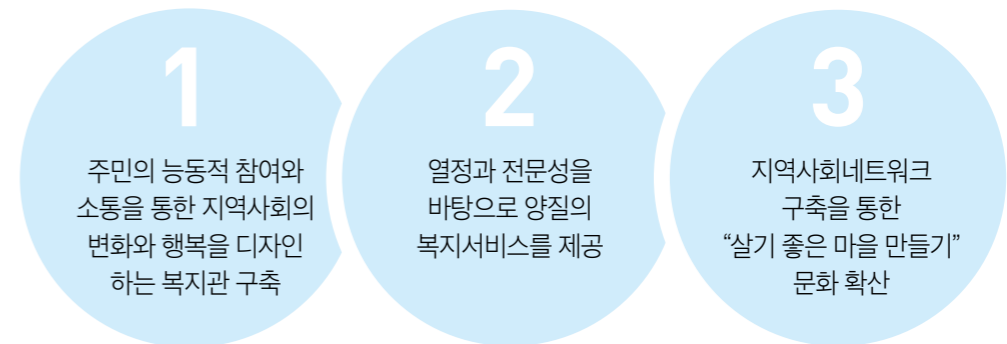 1
주민의 능동적 참여와
소통을 통한 지역사회의
변화와 행복을 디자인
하는 복지관 구축
2
열정과 전문성을
바탕으로 양질의
복지서비스를 제공
3
지역사회네트워크
구축을 통한
“살기 좋은 마을 만들기”
문화 확산